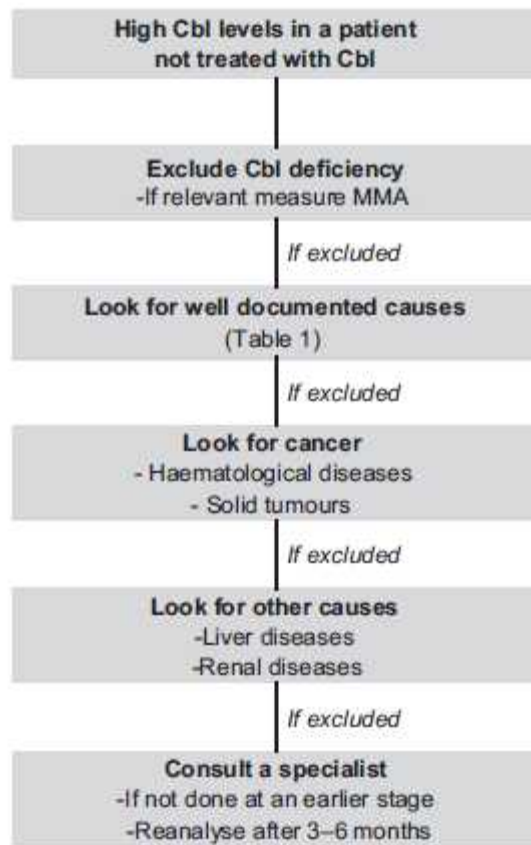 High Cbl levels in a patient
not treated with Cbl
Exclude Cbl deficiency
-If relevant measure MMA
If excluded
Look for well documented causes
(Table 1)
If excluded
Look for cancer
- Haematological diseases
- Solid tumours
If excluded
Look for other causes
-Liver diseases
-Renal diseases
If excluded
Consult a specialist
-If not done at an earlier stage
-Reanalyse after 3–6 months